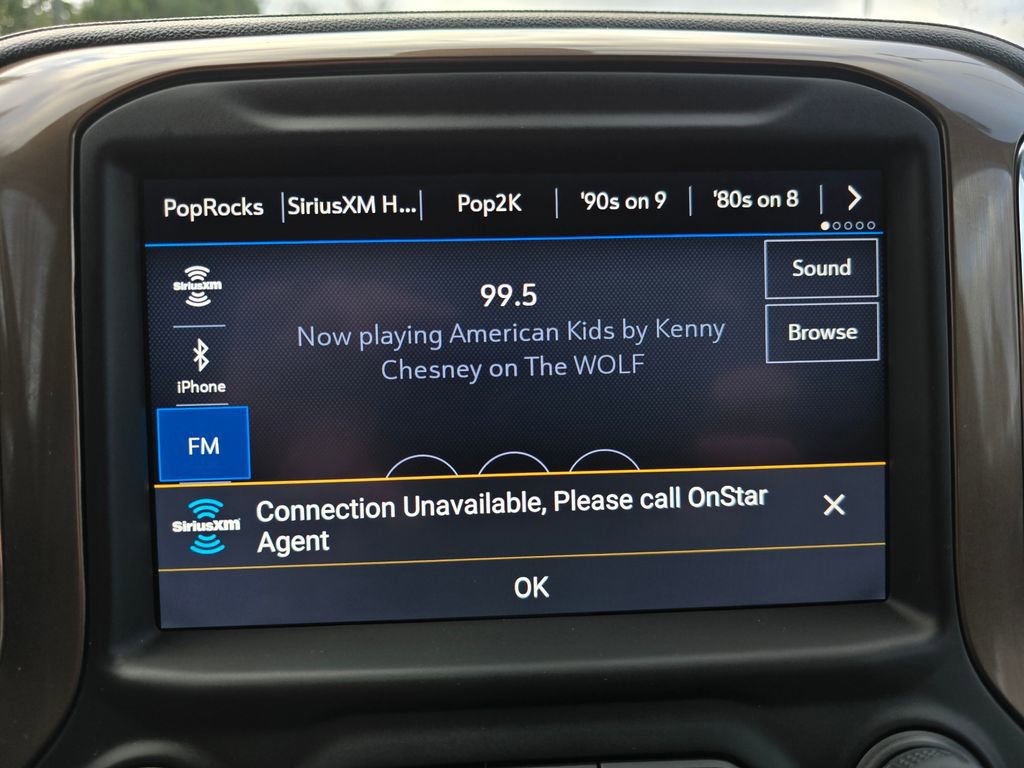 PopRocks
SiriusXM H...
Pop2K
'90s on 9
'80s on 8
SiriusXM
Sound
99.5
Now playing American Kids by Kenny
Chesney on The WOLF
Browse
iPhone
FM
SiriusXM
Connection Unavailable, Please call OnStar
Agent
OK